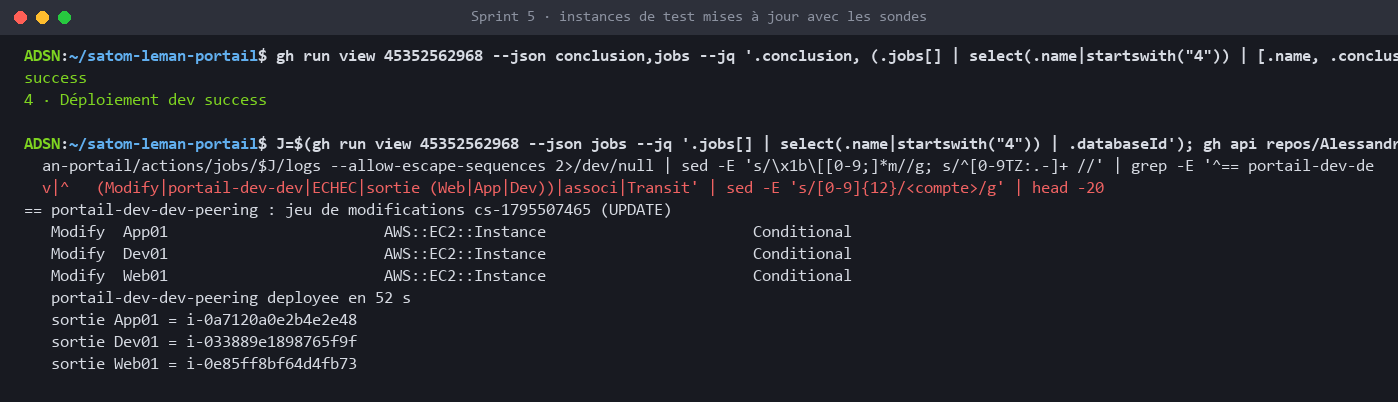 Sprint 5 · instances de test mises à jour avec les sondes
ADSN:~/satom-leman-portail$ gh run view 45352562968 --json conclusion,jobs --jq '.conclusion, (.jobs[] | select(.name|startswith("4")) | [.name, .conclus
success
4 · Déploiement dev success
ADSN:~/satom-leman-portail$ J=$(gh run view 45352562968 --json jobs --jq '.jobs[] | select(.name|startswith("4")) | .databaseId'); gh api repos/Alessandr
an-portail/actions/jobs/$J/logs --allow-escape-sequences 2>/dev/null | sed -E 's/\x1b\[[0-9;]*m//g; s/^[0-9TZ:.-]+ //' | grep -E '^== portail-dev-de
v|^   (Modify|portail-dev-dev|ECHEC|sortie (Web|App|Dev))|associ|Transit' | sed -E 's/[0-9]{12}/<compte>/g' | head -20
== portail-dev-dev-peering : jeu de modifications cs-1795507465 (UPDATE)
Modify  App01                        AWS::EC2::Instance                       Conditional
Modify  Dev01                        AWS::EC2::Instance                       Conditional
Modify  Web01                        AWS::EC2::Instance                       Conditional
portail-dev-dev-peering deployee en 52 s
sortie App01 = i-0a7120a0e2b4e2e48
sortie Dev01 = i-033889e1898765f9f
sortie Web01 = i-0e85ff8bf64d4fb73